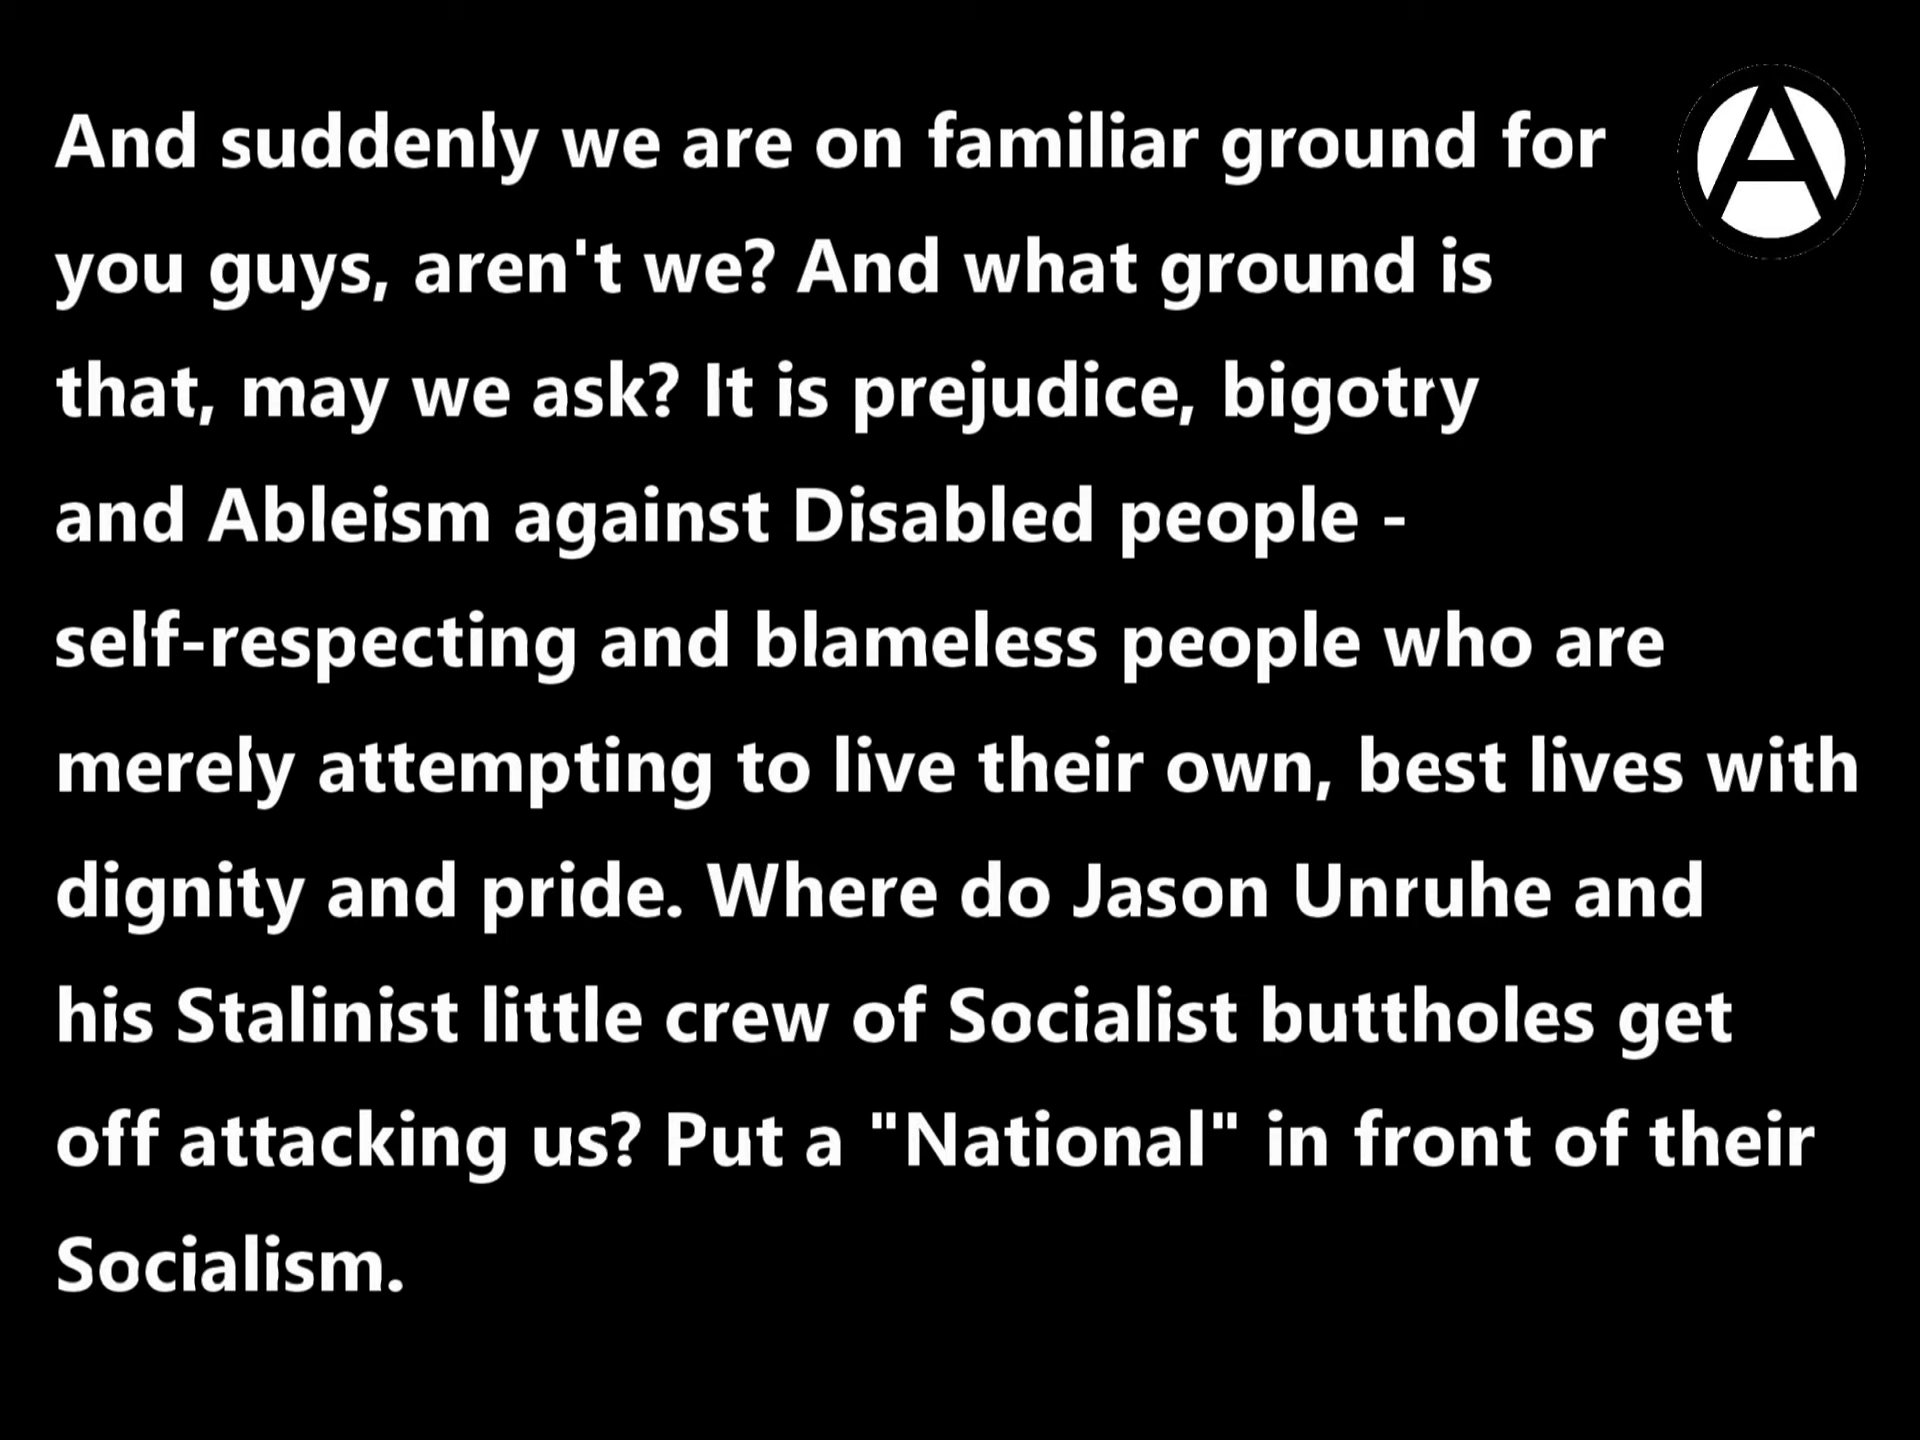 And suddenly we are on familiar ground for
you guys, aren't we? And what ground is
that, may we ask? It is prejudice, bigotry
and Ableism against Disabled people -
self-respecting and blameless people who are
merely attempting to live their own, best lives with
dignity and pride. Where do Jason Unruhe and
his Stalinist little crew of Socialist buttholes get
off attacking us? Put a "National" in front of their
Socialism.